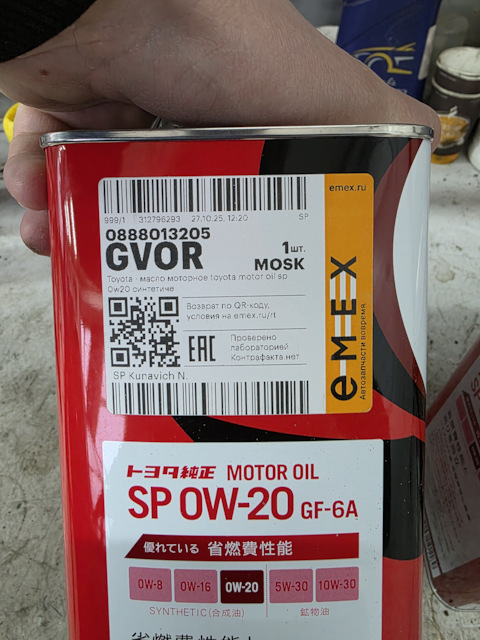 emex.ru
999/1 312796293 27.10.25, 12:20 SP
0888013205
GVOR 1 шт.
MOSK
Toyota - масло моторное toyota motor oil sp
0w20 синтетиче
Возврат по QR-коду,
условия на emex.ru/rt
EAC
Проверено
лабораторией
Контрафакта нет
SP Kunavich N.
eMEX
Автозапчасти вовремя
トヨタ純正 MOTOR OIL
SP 0W-20 GF-6A
優れている 省燃費性能
0W-8 0W-16 0W-20 5W-30 10W-30
SYNTHETIC(合成油) 鉱物油